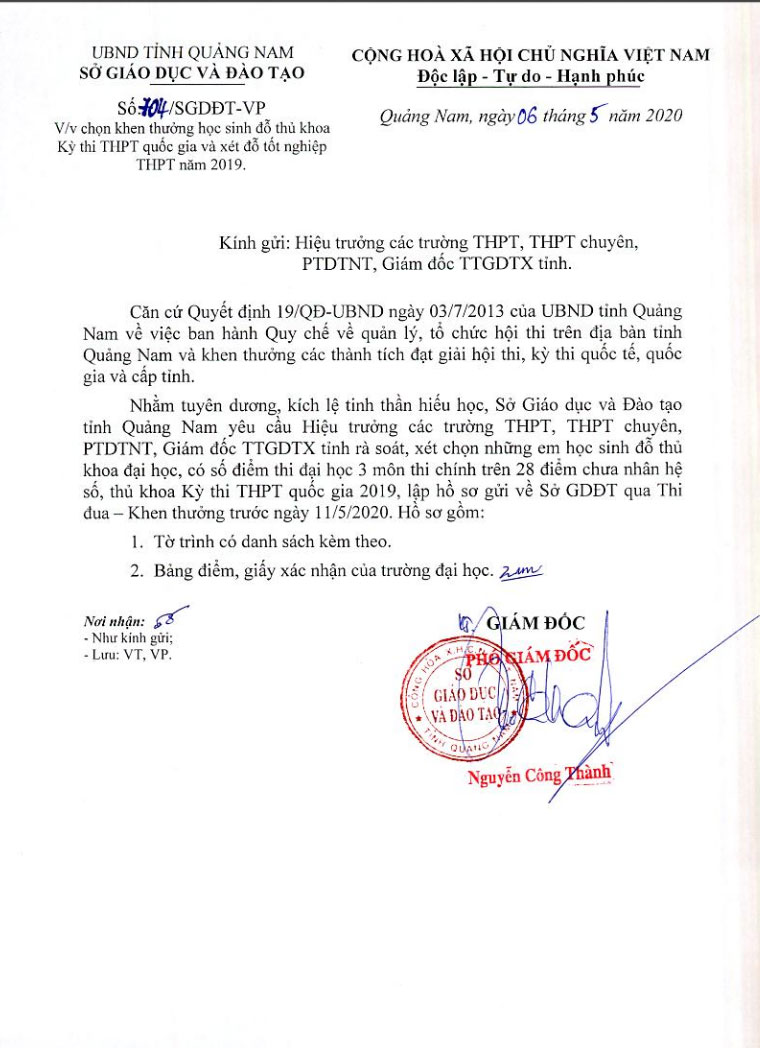 UBND TỈNH QUẢNG NAM
SỞ GIÁO DỤC VÀ ĐÀO TẠO
CỘNG HOÀ XÃ HỘI CHỦ NGHĨA VIỆT NAM
Độc lập - Tự do - Hạnh phúc
Số:704/SGDĐT-VP
V/v chọn khen thưởng học sinh đỗ thủ khoa
Kỳ thi THPT quốc gia và xét đỗ tốt nghiệp
THPT năm 2019.
Quảng Nam, ngày 06 tháng 5 năm 2020
Kính gửi: Hiệu trưởng các trường THPT, THPT chuyên,
PTDTNT, Giám đốc TTGDTX tỉnh.
Căn cứ Quyết định 19/QĐ-UBND ngày 03/7/2013 của UBND tỉnh Quảng
Nam về việc ban hành Quy chế về quản lý, tổ chức hội thi trên địa bàn tỉnh
Quảng Nam và khen thưởng các thành tích đạt giải hội thi, kỳ thi quốc tế, quốc
gia và cấp tỉnh.
Nhằm tuyên dương, kích lệ tinh thần hiếu học, Sở Giáo dục và Đào tạo
tỉnh Quảng Nam yêu cầu Hiệu trưởng các trường THPT, THPT chuyên,
PTDTNT, Giám đốc TTGDTX tỉnh rà soát, xét chọn những em học sinh đỗ thủ
khoa đại học, có số điểm thi đại học 3 môn thi chính trên 28 điểm chưa nhân hệ
số, thủ khoa Kỳ thi THPT quốc gia 2019, lập hồ sơ gửi về Sở GDĐT qua Thi
đua – Khen thưởng trước ngày 11/5/2020. Hồ sơ gồm:
1. Tờ trình có danh sách kèm theo.
2. Bảng điểm, giấy xác nhận của trường đại học.
Nơi nhận:
- Như kính gửi;
- Lưu: VT, VP.
GIÁM ĐỐC
PHÓ GIÁM ĐỐC
CỘNG HÒA X.H.C.N VIỆT NAM
SỞ
GIÁO DỤC
VÀ ĐÀO TẠO
TỈNH QUẢNG NAM
Nguyễn Công Thành